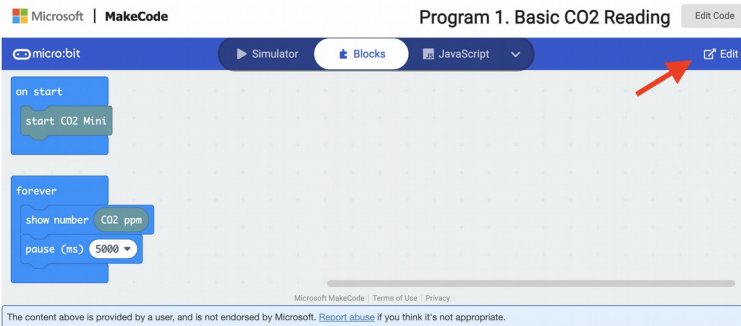 Microsoft | MakeCode
Program 1. Basic CO2 Reading
Edit Code
micro:bit
Simulator
Blocks
JS JavaScript
Edit
on start
start CO2 Mini
forever
show number CO2 ppm
pause (ms) 5000
Microsoft MakeCode | Terms of Use | Privacy
The content above is provided by a user, and is not endorsed by Microsoft. Report abuse if you think it's not appropriate.